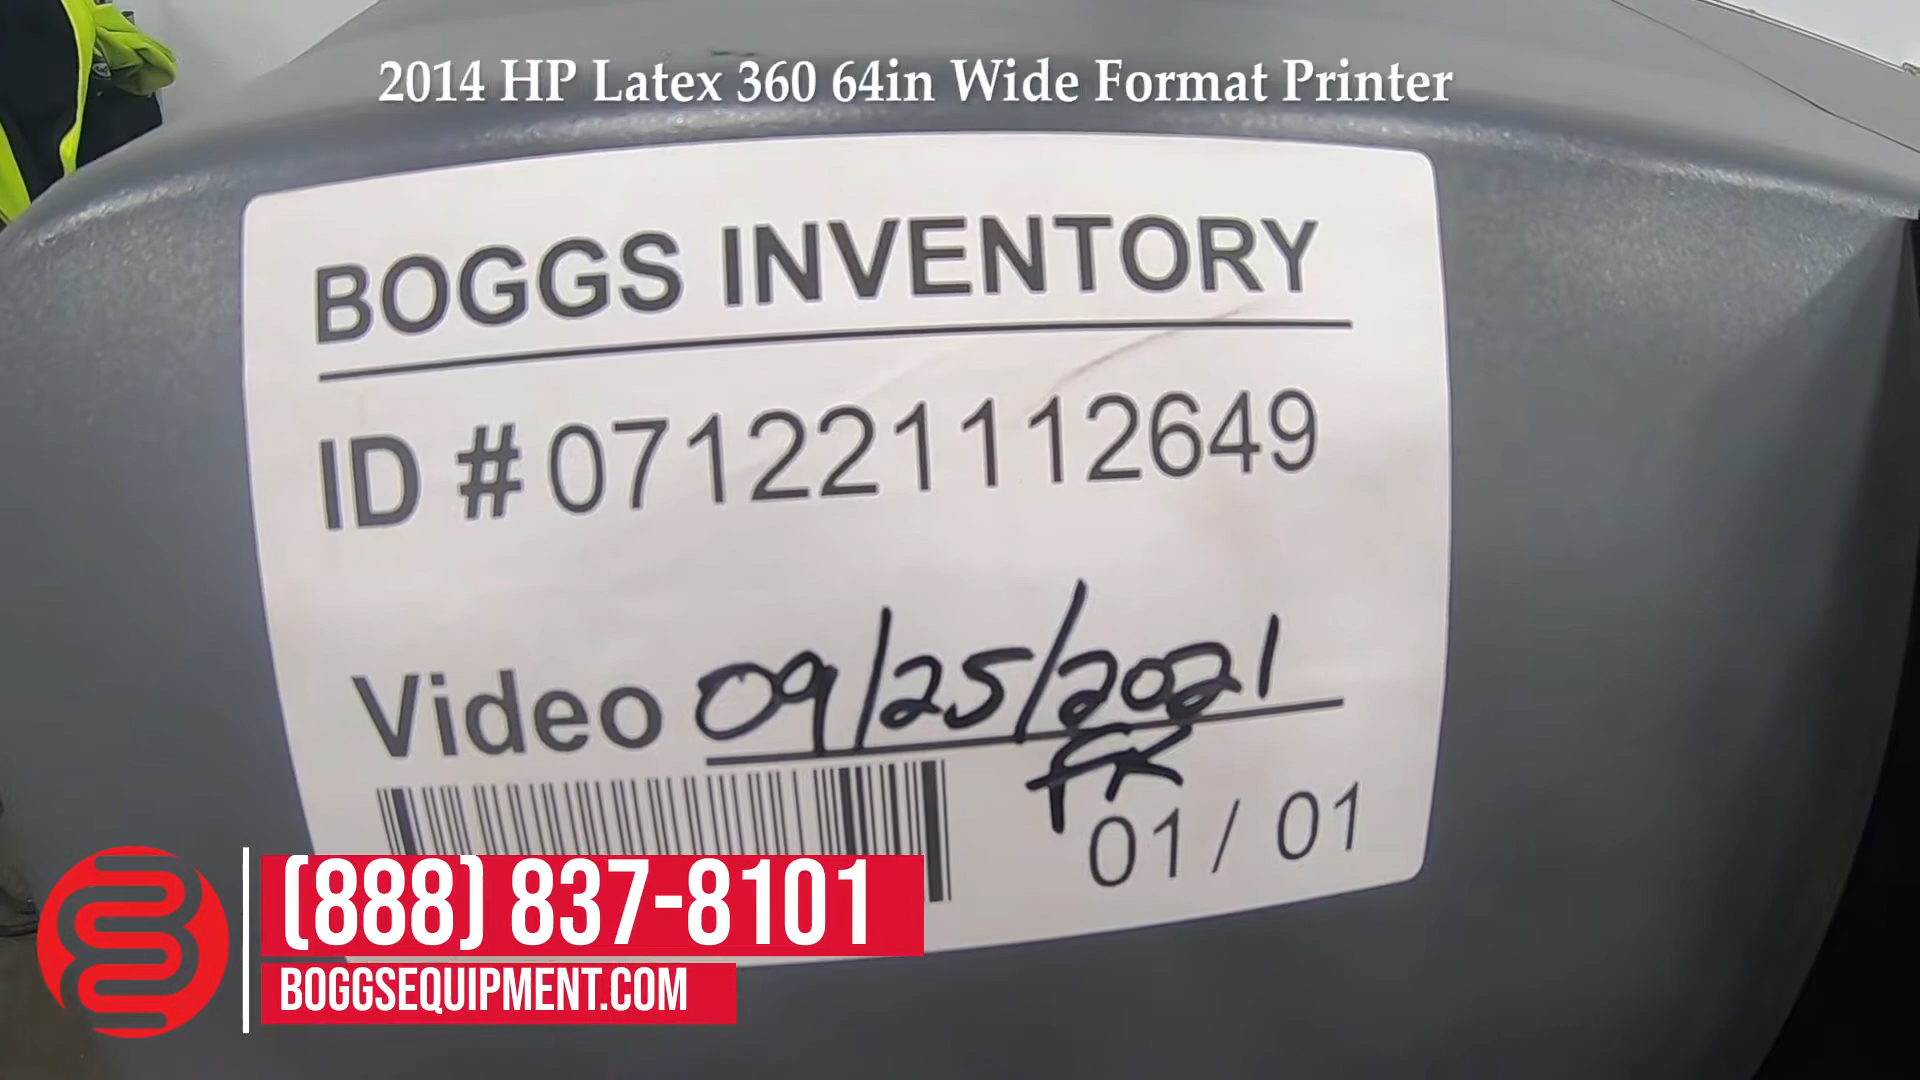 2014 HP Latex 360 64in Wide Format Printer
BOGGS INVENTORY
ID # 071221112649
Video 09/25/2021
FR
01 / 01
(888) 837-8101
BOGGSEQUIPMENT.COM